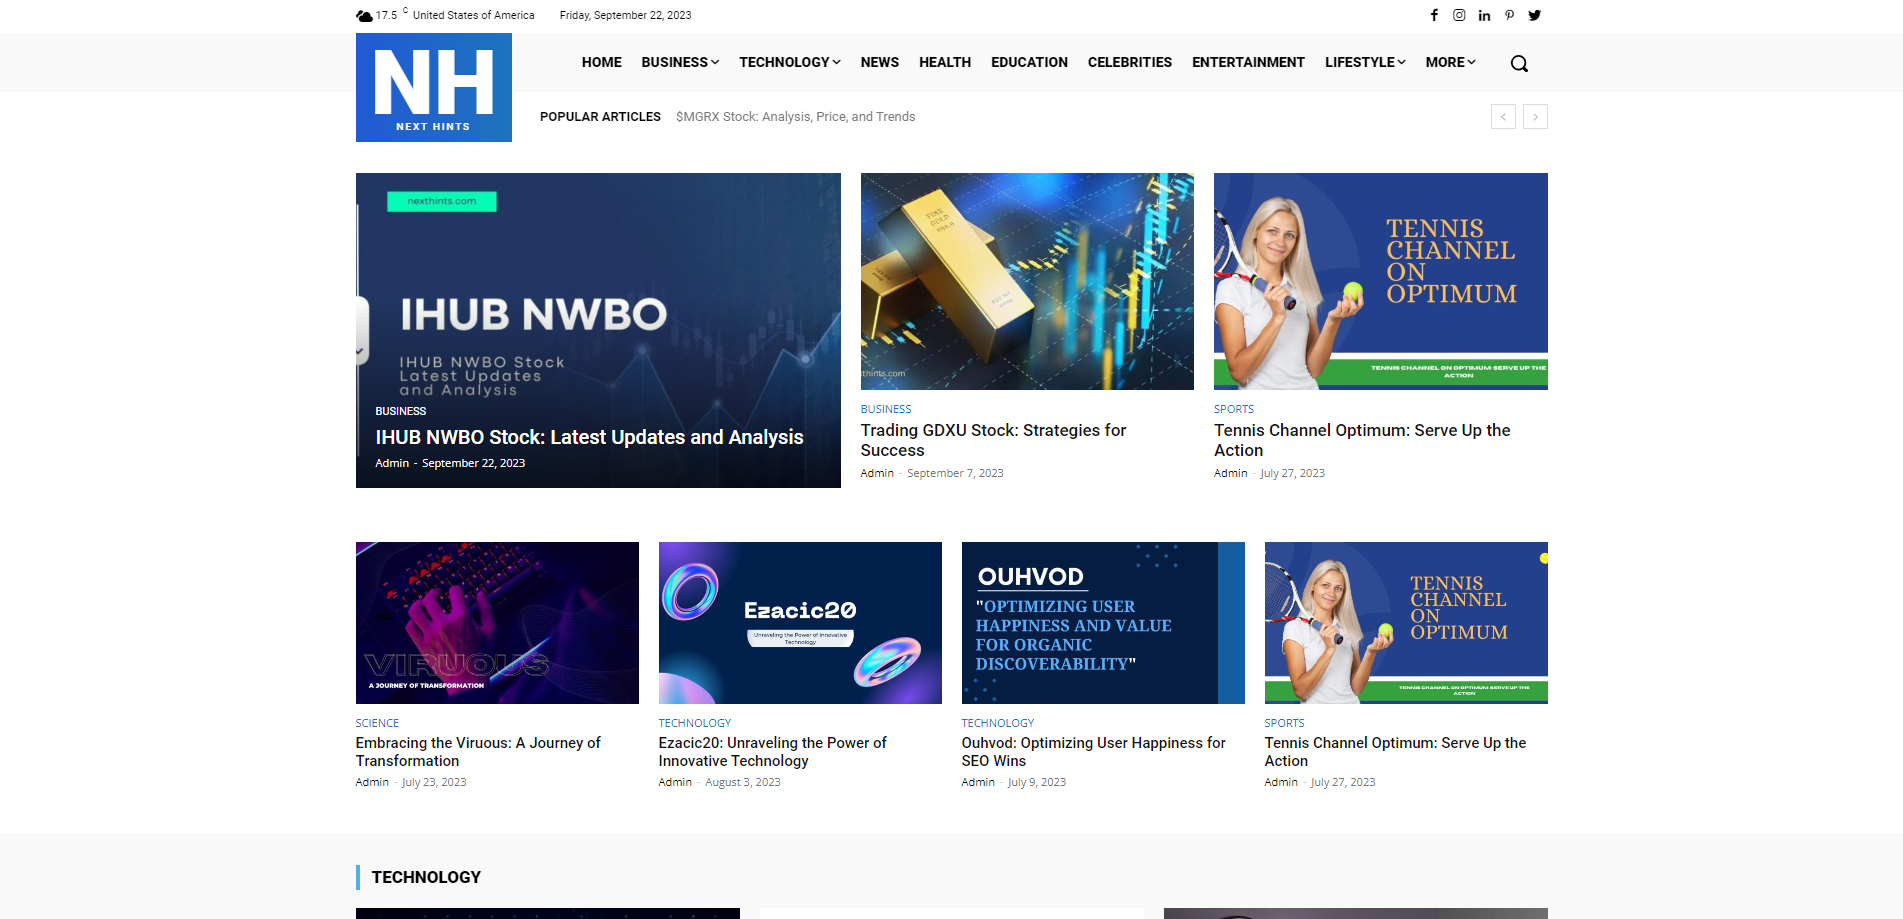 17.5 C United States of America Friday, September 22, 2023
NH
NEXT HINTS
HOME BUSINESS TECHNOLOGY NEWS HEALTH EDUCATION CELEBRITIES ENTERTAINMENT LIFESTYLE MORE
POPULAR ARTICLES $MGRX Stock: Analysis, Price, and Trends
nexthints.com
IHUB NWBO
IHUB NWBO Stock
Latest Updates
and Analysis
BUSINESS
IHUB NWBO Stock: Latest Updates and Analysis
Admin - September 22, 2023
FINE
GOLD
thints.com
BUSINESS
Trading GDXU Stock: Strategies for
Success
Admin - September 7, 2023
TENNIS
CHANNEL
ON
OPTIMUM
TENNIS CHANNEL ON OPTIMUM: SERVE UP THE
ACTION
SPORTS
Tennis Channel Optimum: Serve Up the
Action
Admin - July 27, 2023
VIRUOUS
A JOURNEY OF TRANSFORMATION
SCIENCE
Embracing the Viruous: A Journey of
Transformation
Admin - July 23, 2023
Ezacic20
Unraveling the Power of Innovative
Technology
TECHNOLOGY
Ezacic20: Unraveling the Power of
Innovative Technology
Admin - August 3, 2023
OUHVOD
"OPTIMIZING USER
HAPPINESS AND VALUE
FOR ORGANIC
DISCOVERABILITY"
TECHNOLOGY
Ouhvod: Optimizing User Happiness for
SEO Wins
Admin - July 9, 2023
TENNIS
CHANNEL
ON
OPTIMUM
TENNIS CHANNEL ON OPTIMUM: SERVE UP THE
ACTION
SPORTS
Tennis Channel Optimum: Serve Up the
Action
Admin - July 27, 2023
TECHNOLOGY